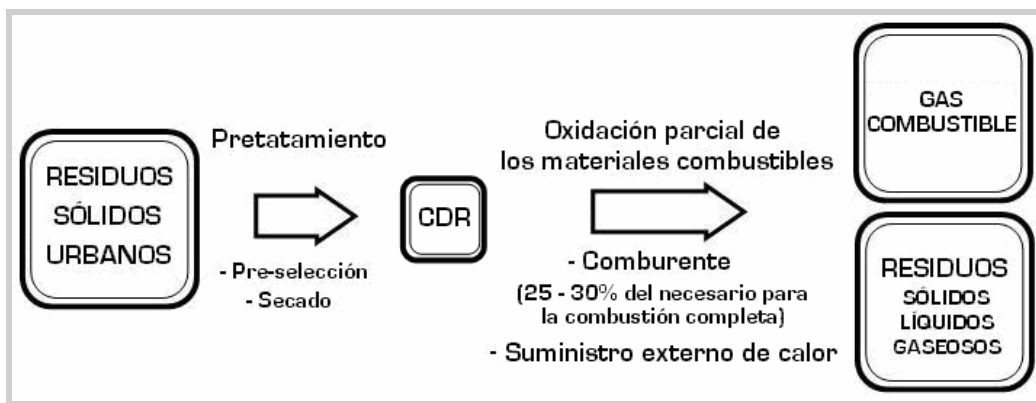 RESIDUOS
SÓLIDOS
URBANOS
Pretatamiento
- Pre-selección
- Secado
CDR
Oxidación parcial de
los materiales combustibles
- Comburente
(25 - 30% del necesario para
la combustión completa)
- Suministro externo de calor
GAS
COMBUSTIBLE
RESIDUOS
SÓLIDOS
LÍQUIDOS
GASEOSOS